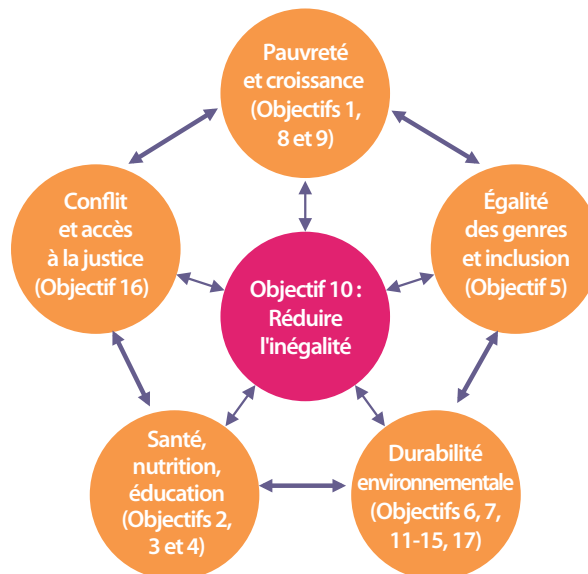 Pauvreté
et croissance
(Objectifs 1,
8 et 9)
Conflit
et accès
à la justice
(Objectif 16)
Égalité
des genres
et inclusion
(Objectif 5)
Objectif 10 :
Réduire
l'inégalité
Santé,
nutrition,
éducation
(Objectifs 2,
3 et 4)
Durabilité
environnementale
(Objectifs 6, 7,
11-15, 17)